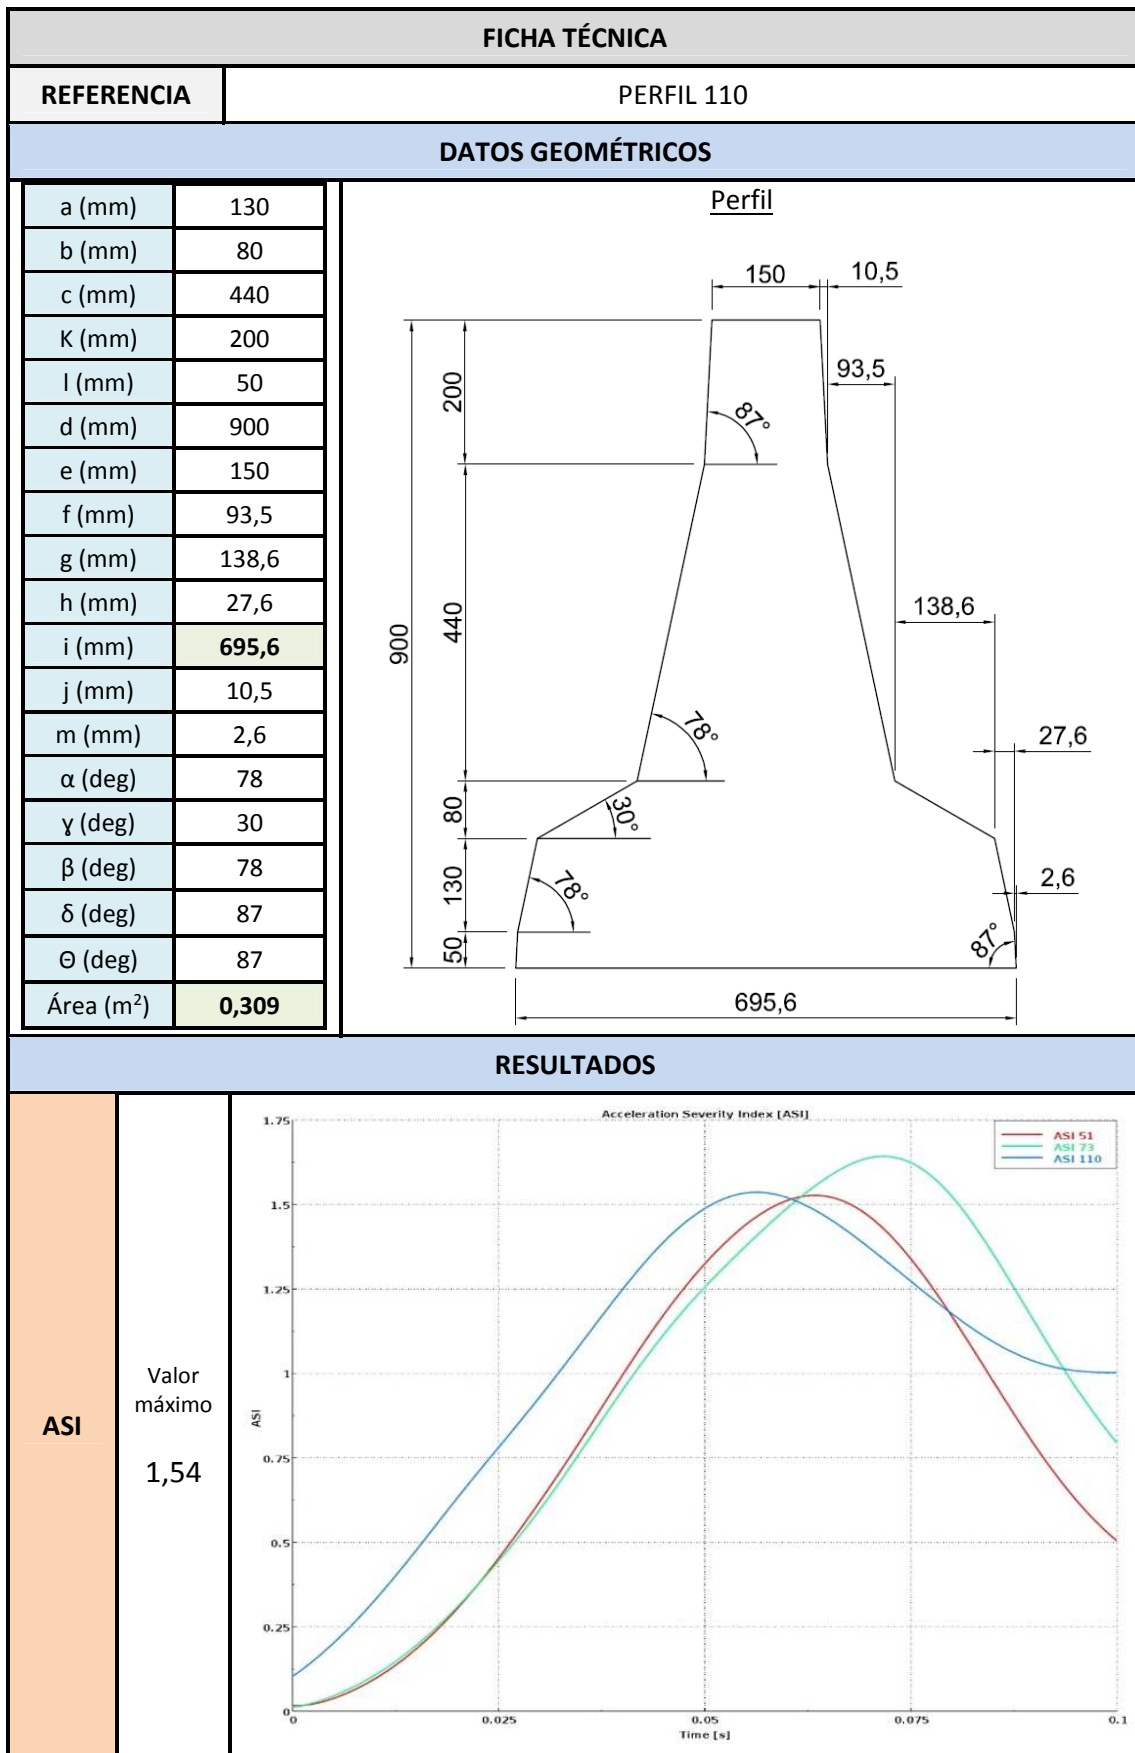 FICHA TÉCNICA
REFERENCIA PERFIL 110
DATOS GEOMÉTRICOS
a (mm) 130
b (mm) 80
c (mm) 440
K (mm) 200
l (mm) 50
d (mm) 900
e (mm) 150
f (mm) 93,5
g (mm) 138,6
h (mm) 27,6
i (mm) 695,6
j (mm) 10,5
m (mm) 2,6
α (deg) 78
ɣ (deg) 30
β (deg) 78
δ (deg) 87
Θ (deg) 87
Área (m²) 0,309
Perfil
150 10,5
93,5
200
87°
900
440
138,6
78°
27,6
80
30°
130
78°
2,6
50
87°
695,6
RESULTADOS
ASI
Valor
máximo
1,54
Acceleration Severity Index [ASI]
ASI 51
ASI 73
ASI 110
1.75
1.5
1.25
1
0.75
0.5
0.25
0
ASI
0 0.025 0.05 0.075 0.1
Time [s]